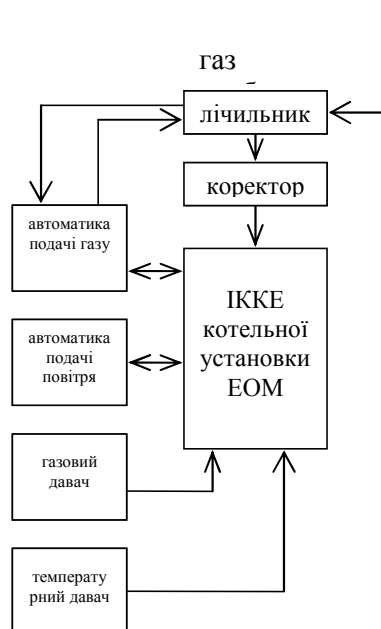 газ
лічильник
коректор
автоматика
подачі газу
ІККЕ
котельної
установки
ЕОМ
автоматика
подачі
повітря
газовий
давач
температу
рний давач